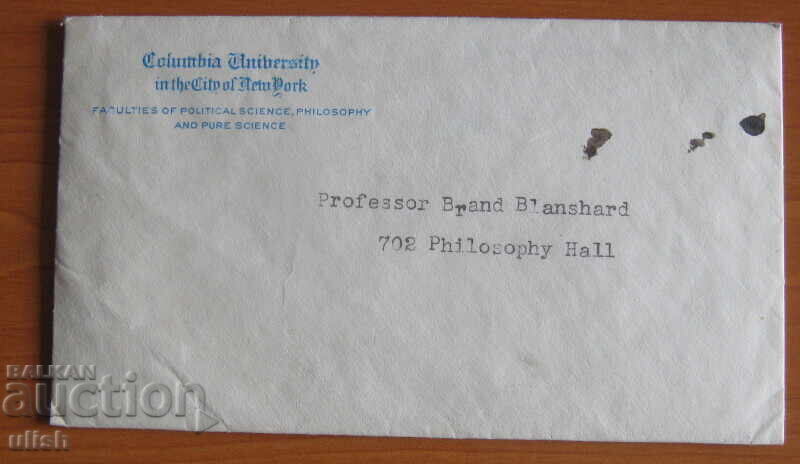 Columbia University
in the City of New York
FACULTIES OF POLITICAL SCIENCE, PHILOSOPHY
AND PURE SCIENCE
Professor Brand Blanshard
702 Philosophy Hall
BALKAN
auction
ulish